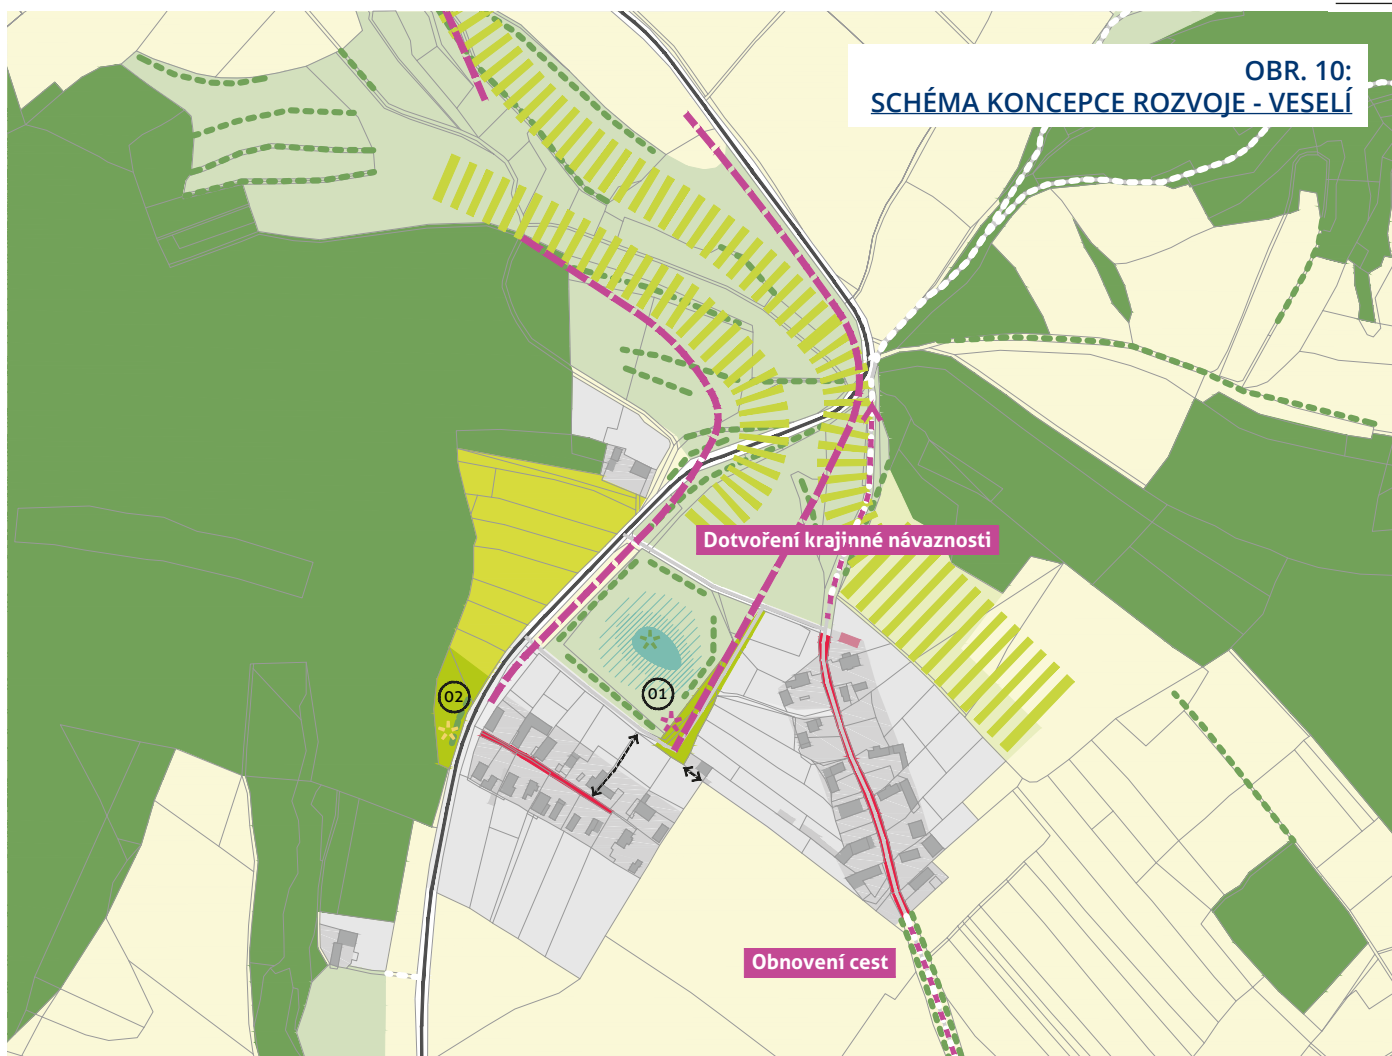 OBR. 10:
SCHÉMA KONCEPCE ROZVOJE - VESELÍ
Dotvoření krajinné návaznosti
02
01
Obnovení cest